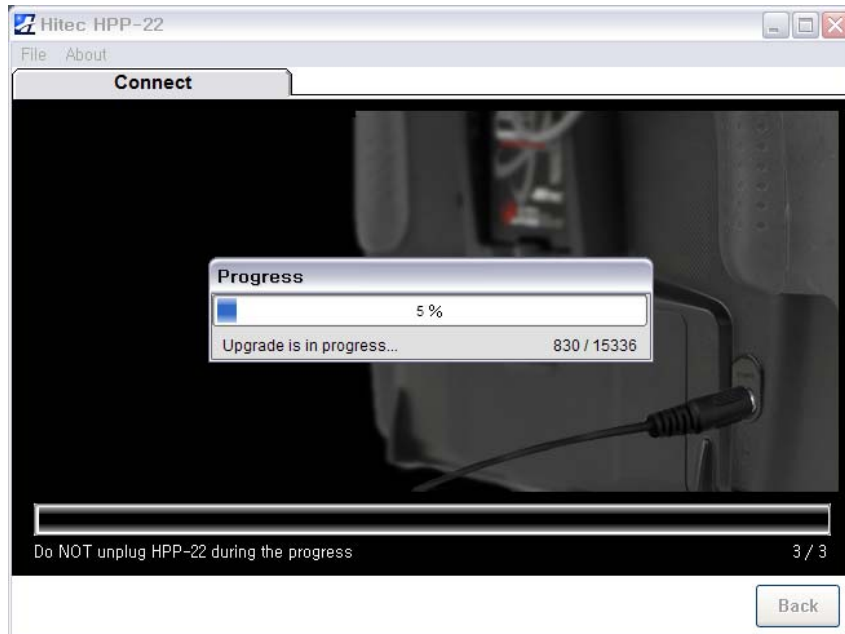 Hitec HPP-22
File About
Connect
Progress
5 %
Upgrade is in progress... 830 / 15336
Do NOT unplug HPP-22 during the progress 3 / 3
Back